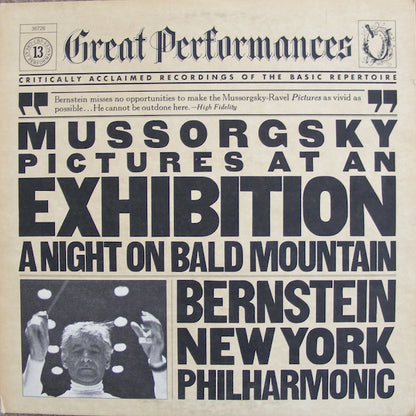 36726
13
Great Performances
CRITICALLY ACCLAIMED RECORDINGS OF THE BASIC REPERTOIRE
"Bernstein misses no opportunities to make the Mussorgsky-Ravel Pictures as vivid as
possible...He cannot be outdone here.—High Fidelity"
MUSSORGSKY
PICTURES AT AN
EXHIBITION
A NIGHT ON BALD MOUNTAIN
BERNSTEIN
NEW YORK
PHILHARMONIC